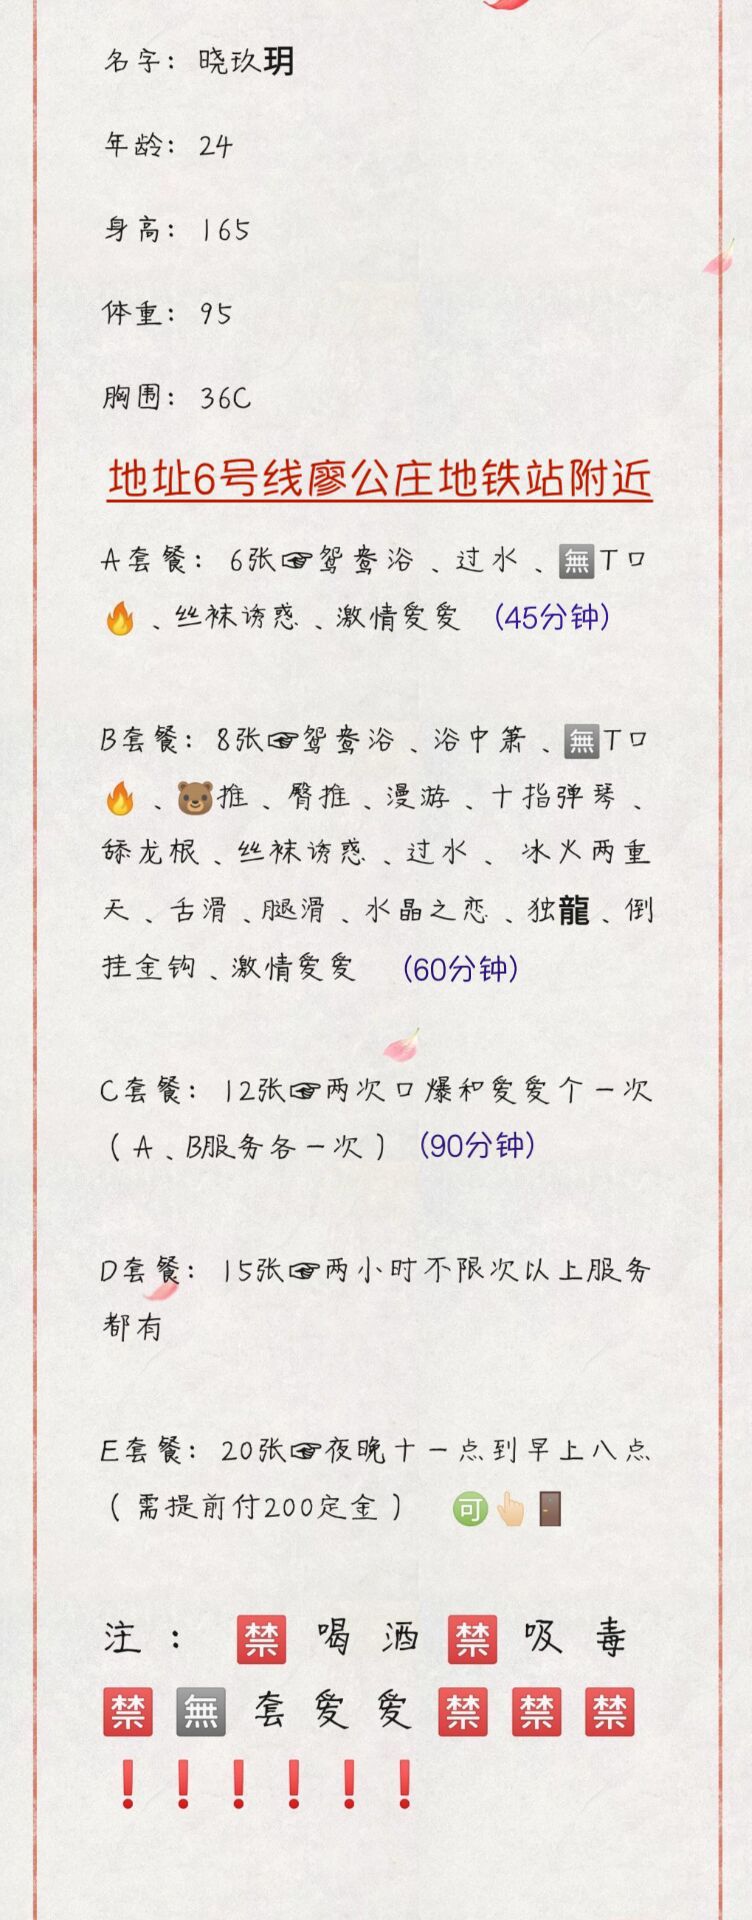 名字：晓玖玥
年龄：24
身高：165
体重：95
胸围：36C
地址6号线廖公庄地铁站附近
A套餐：6张☞鸳鸯浴、过水、🈚T口
🔥、丝袜诱惑、激情爱爱 （45分钟）
B套餐：8张☞鸳鸯浴、浴中箫、🈚T口
🔥、🐻推、臀推、漫游、十指弹琴、
舔龙根、丝袜诱惑、过水、 冰火两重
天、舌滑、腿滑、水晶之恋、独龍、倒
挂金钩、激情爱爱 （60分钟）
C套餐：12张☞两次口爆和爱爱个一次
（A、B服务各一次）（90分钟）
D套餐：15张☞两小时不限次以上服务
都有
E套餐：20张☞夜晚十一点到早上八点
（需提前付200定金） 🉑👆🏻🚪
注：🈲喝酒🈲吸毒
🈲🈚套爱爱🈲🈲🈲
❗❗❗❗❗❗